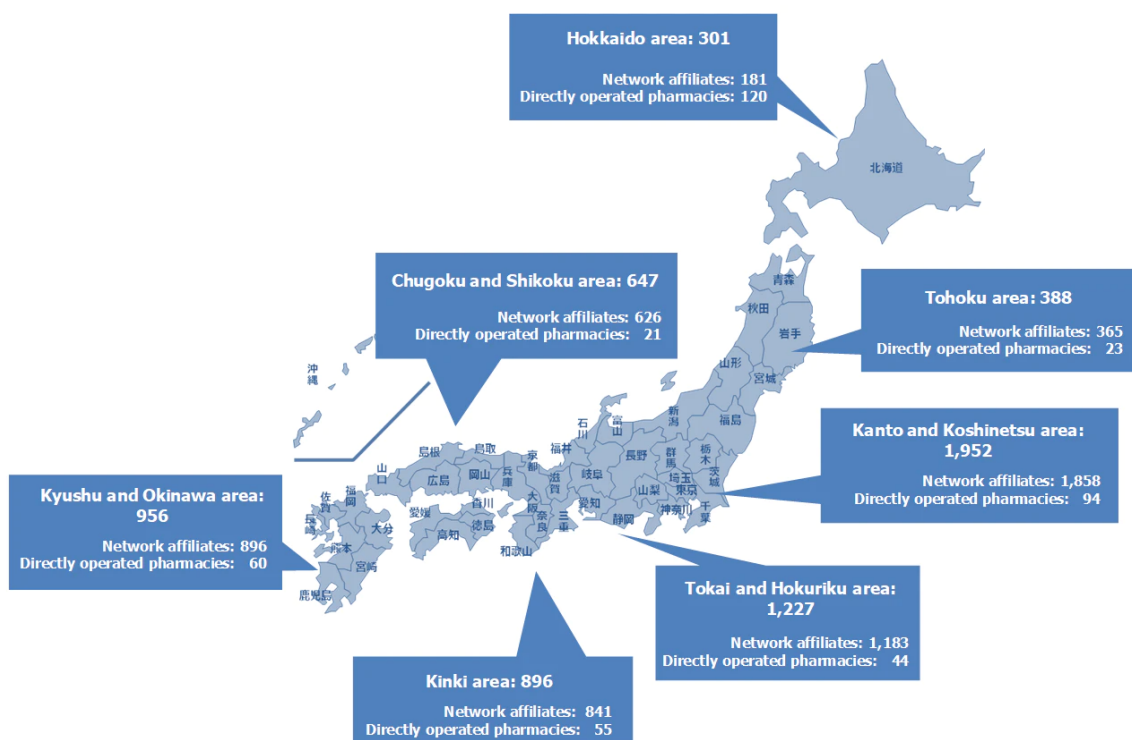 Hokkaido area: 301
Network affiliates: 181
Directly operated pharmacies: 120
北海道
Chugoku and Shikoku area: 647
Network affiliates: 626
Directly operated pharmacies: 21
Tohoku area: 388
Network affiliates: 365
Directly operated pharmacies: 23
青森
秋田
岩手
山形
宮城
沖縄
新潟
福島
石川
富山
Kanto and Koshinetsu area:
1,952
Network affiliates: 1,858
Directly operated pharmacies: 94
島根
鳥取
京都
福井
長野
群馬
栃木
茨城
山口
広島
岡山
兵庫
滋賀
岐阜
埼玉
山梨
東京
Kyushu and Okinawa area:
956
Network affiliates: 896
Directly operated pharmacies: 60
佐賀
福岡
長崎
大分
熊本
宮崎
鹿児島
愛媛
香川
高知
徳島
大阪
奈良
三重
愛知
静岡
神奈川
千葉
和歌山
Tokai and Hokuriku area:
1,227
Network affiliates: 1,183
Directly operated pharmacies: 44
Kinki area: 896
Network affiliates: 841
Directly operated pharmacies: 55